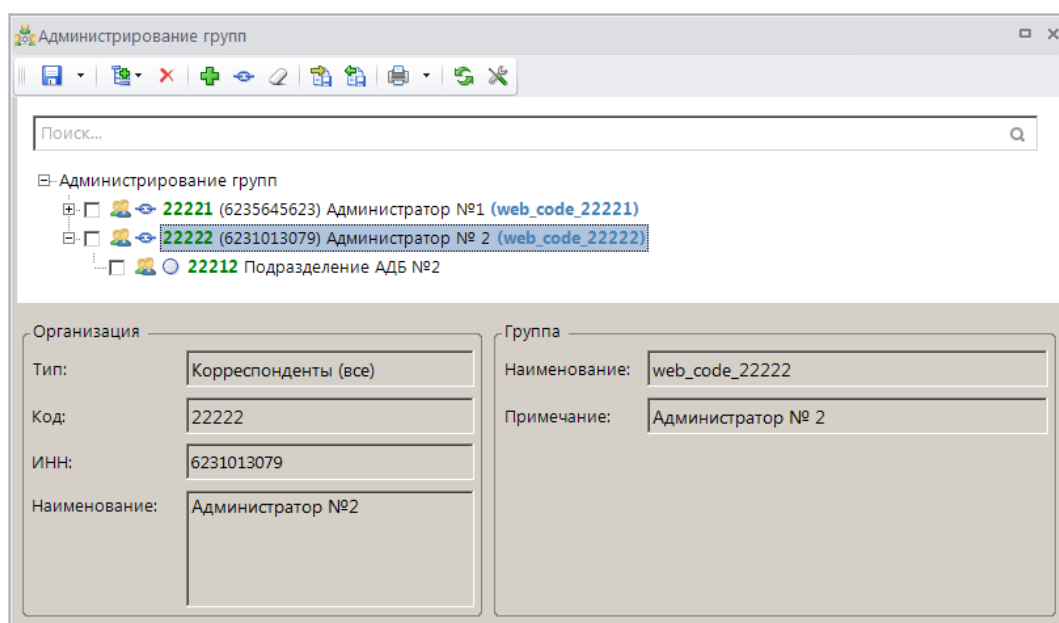 Администрирование групп
Поиск...
Администрирование групп
22221 (6235645623) Администратор №1 (web_code_22221)
22222 (6231013079) Администратор № 2 (web_code_22222)
22212 Подразделение АДБ №2
Организация
Тип: Корреспонденты (все)
Код: 22222
ИНН: 6231013079
Наименование: Администратор №2
Группа
Наименование: web_code_22222
Примечание: Администратор № 2